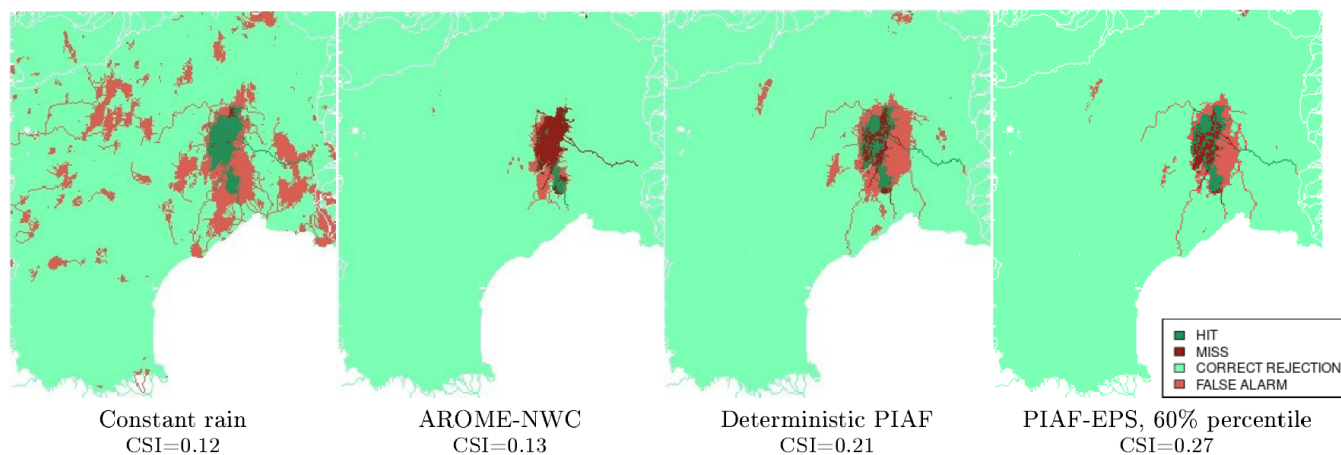 HIT
MISS
CORRECT REJECTION
FALSE ALARM
Constant rain
CSI=0.12
AROME-NWC
CSI=0.13
Deterministic PIAF
CSI=0.21
PIAF-EPS, 60% percentile
CSI=0.27